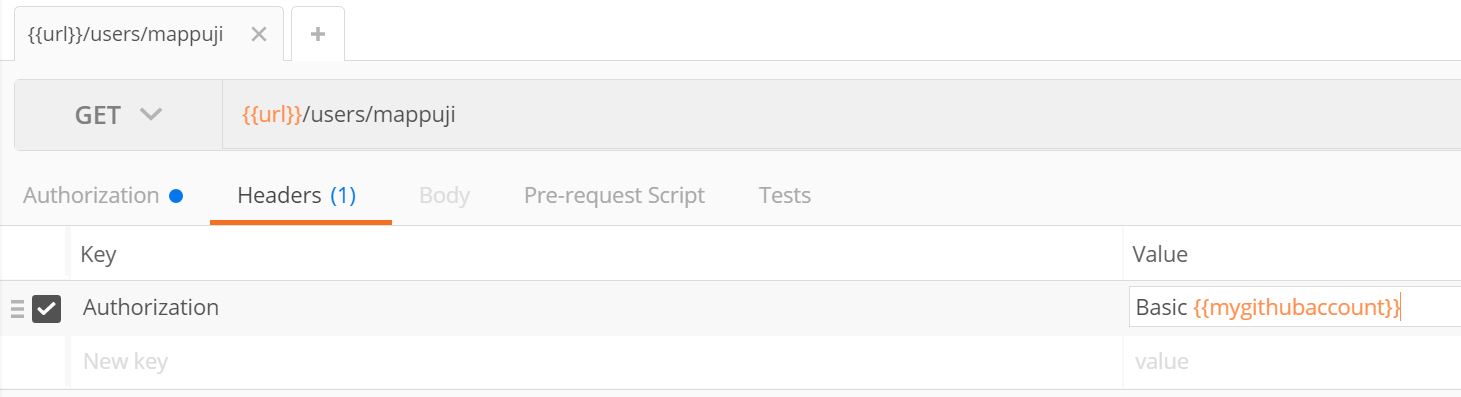 {{url}}/users/mappuji
GET {{url}}/users/mappuji
Authorization Headers (1) Body Pre-request Script Tests
Key Value
Authorization Basic {{mygithubaccount}}
New key value